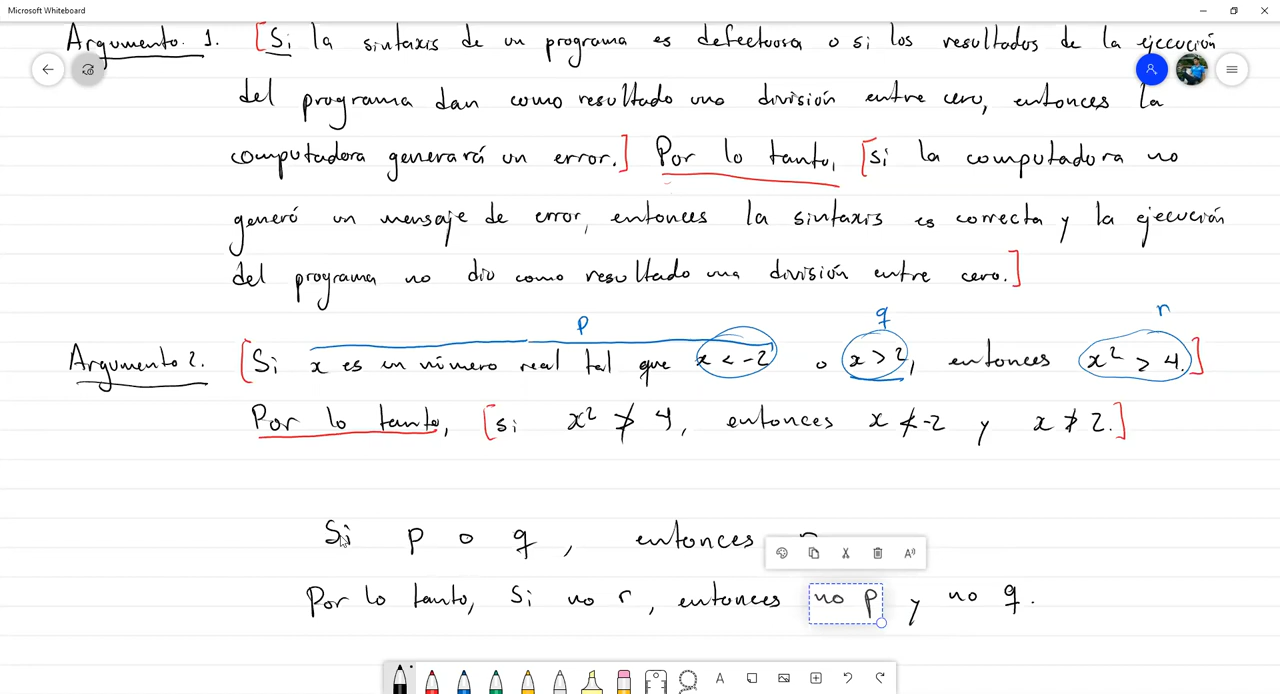 Microsoft Whiteboard
Argumento 1. [Si la sintaxis de un programa es defectuosa o si los resultados de la ejecución
del programa dan como resultado una división entre cero, entonces la
computadora generará un error.] Por lo tanto, [si la computadora no
generó un mensaje de error, entonces la sintaxis es correcta y la ejecución
del programa no dio como resultado una división entre cero.]
p q r
Argumento 2. [Si x es un número real tal que x < -2 o x > 2, entonces x² > 4.]
Por lo tanto, [si x² ≯ 4, entonces x ≮ -2 y x ≯ 2.]
Si p o q, entonces
Por lo tanto, Si no r, entonces no p y no q.